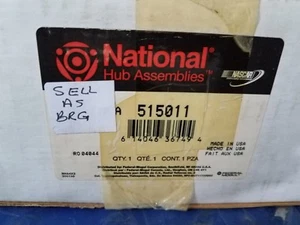 National
Hub Assemblies™
NASCAR
SELL
AS
BRG
A 515011
6 14046 36749 4
MADE IN USA
HECHO EN USA
FAIT AUX USA
QTY. 1 QTÉ. 1 CONT. 1 PZA